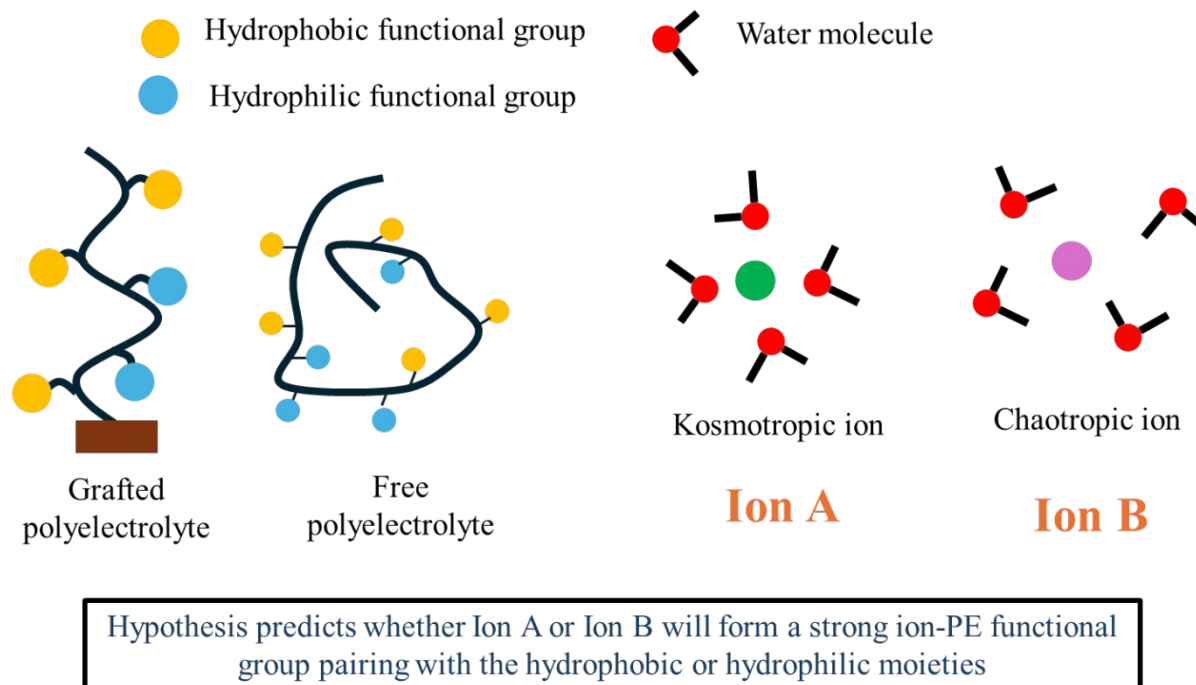 Hydrophobic functional group
Water molecule
Hydrophilic functional group
Kosmotropic ion
Chaotropic ion
Grafted
polyelectrolyte
Free
polyelectrolyte
Ion A
Ion B
Hypothesis predicts whether Ion A or Ion B will form a strong ion-PE functional
group pairing with the hydrophobic or hydrophilic moieties